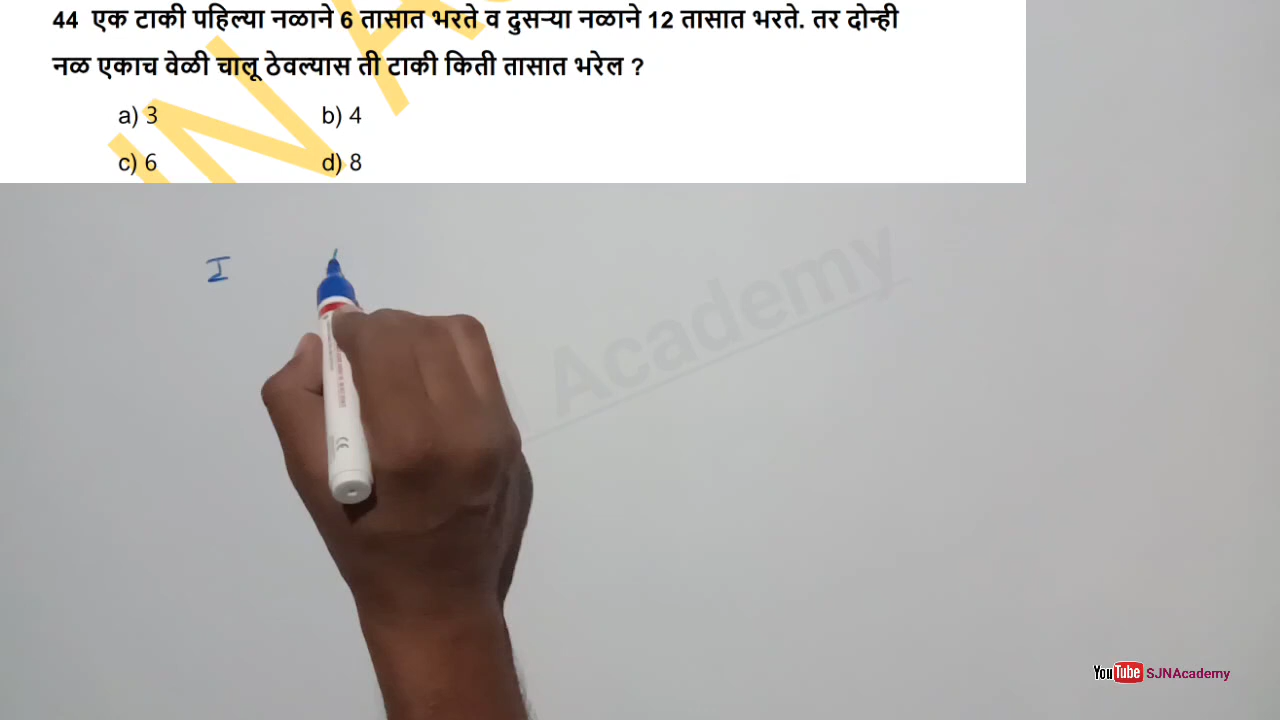 44 एक टाकी पहिल्या नळाने 6 तासात भरते व दुसऱ्या नळाने 12 तासात भरते. तर दोन्ही
नळ एकाच वेळी चालू ठेवल्यास ती टाकी किती तासात भरेल ?
a) 3 b) 4
c) 6 d) 8
I
Academy
YouTube SJNAcademy